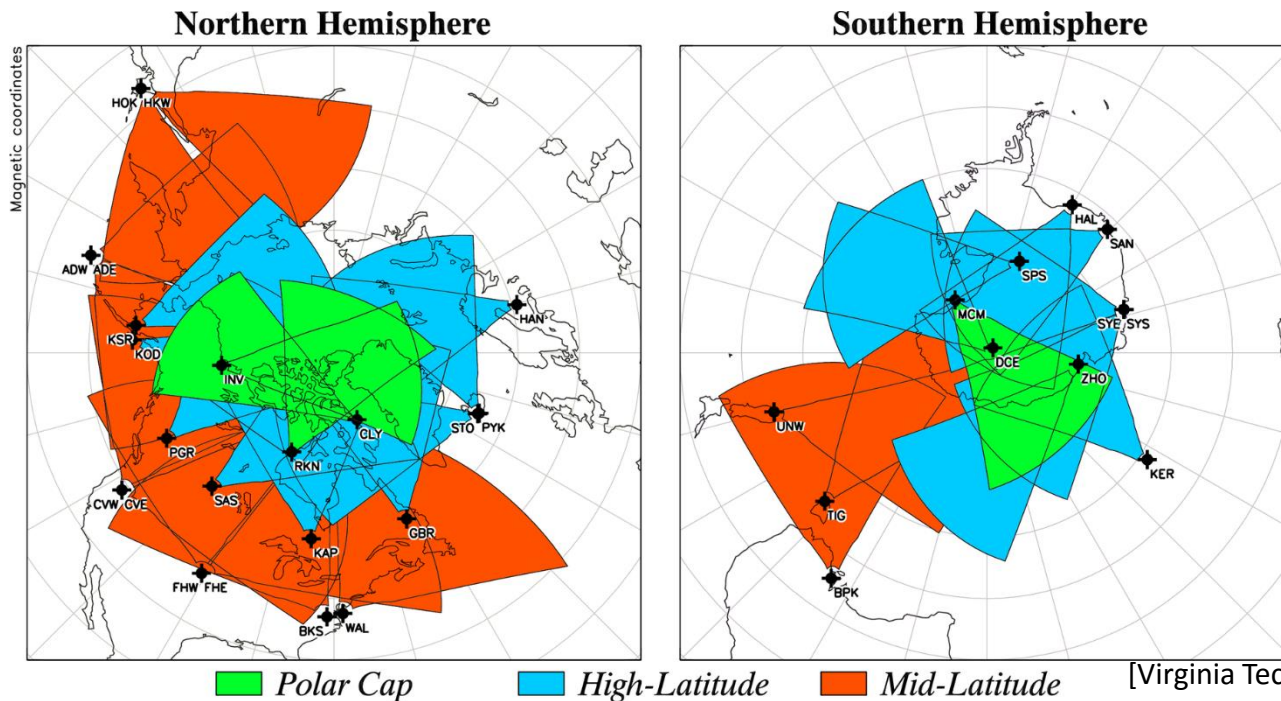 Northern Hemisphere
Southern Hemisphere
Magnetic coordinates
HOK HKW
ADW ADE
KSR
KOD
HAN
INV
CLY
STO PYK
PGR
RKN
CVW CVE
SAS
GBR
KAP
FHW FHE
BKS WAL
HAL
SAN
SPS
MCM
SYE SYS
DCE
ZHO
UNW
KER
TIG
BPK
Polar Cap
High-Latitude
Mid-Latitude
[Virginia Tec